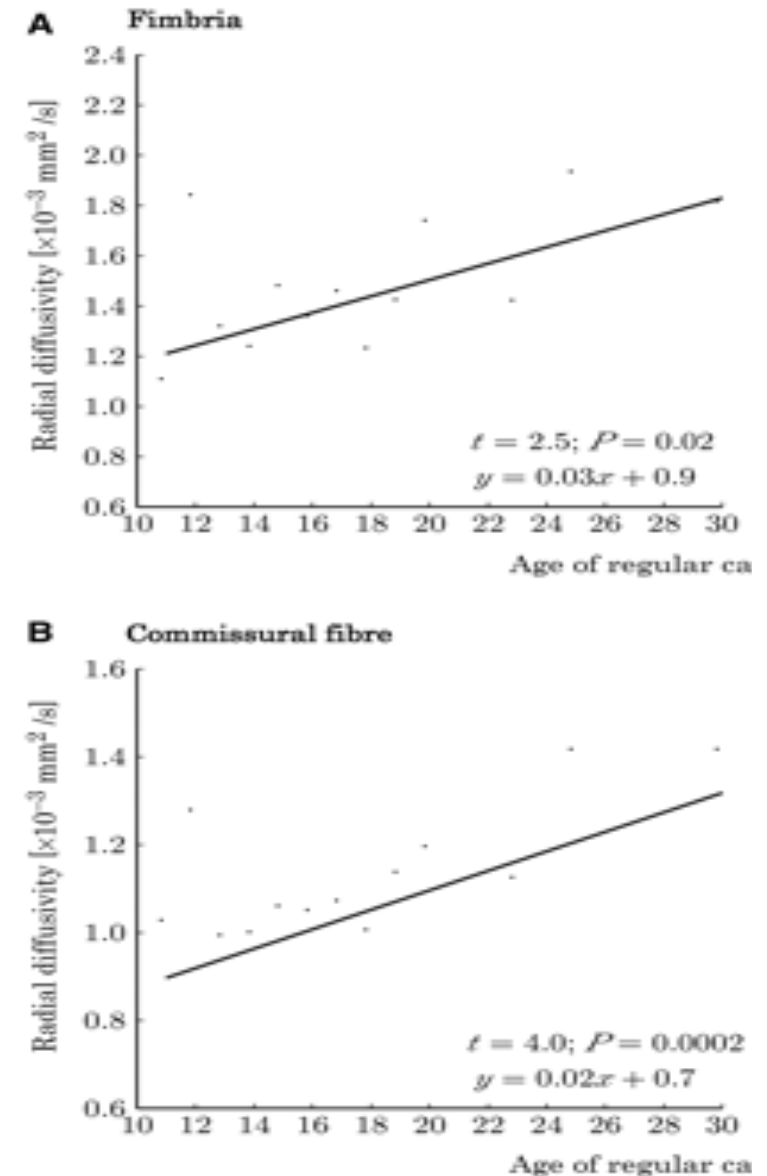 A Fimbria
Radial diffusivity [×10⁻³ mm² /s]
2.4
2.2
2.0
1.8
1.6
1.4
1.2
1.0
0.8
0.6
t = 2.5; P = 0.02
y = 0.03x + 0.9
10 12 14 16 18 20 22 24 26 28 30
Age of regular ca
B Commissural fibre
Radial diffusivity [×10⁻³ mm² /s]
1.6
1.4
1.2
1.0
0.8
0.6
t = 4.0; P = 0.0002
y = 0.02x + 0.7
10 12 14 16 18 20 22 24 26 28 30
Age of regular ca